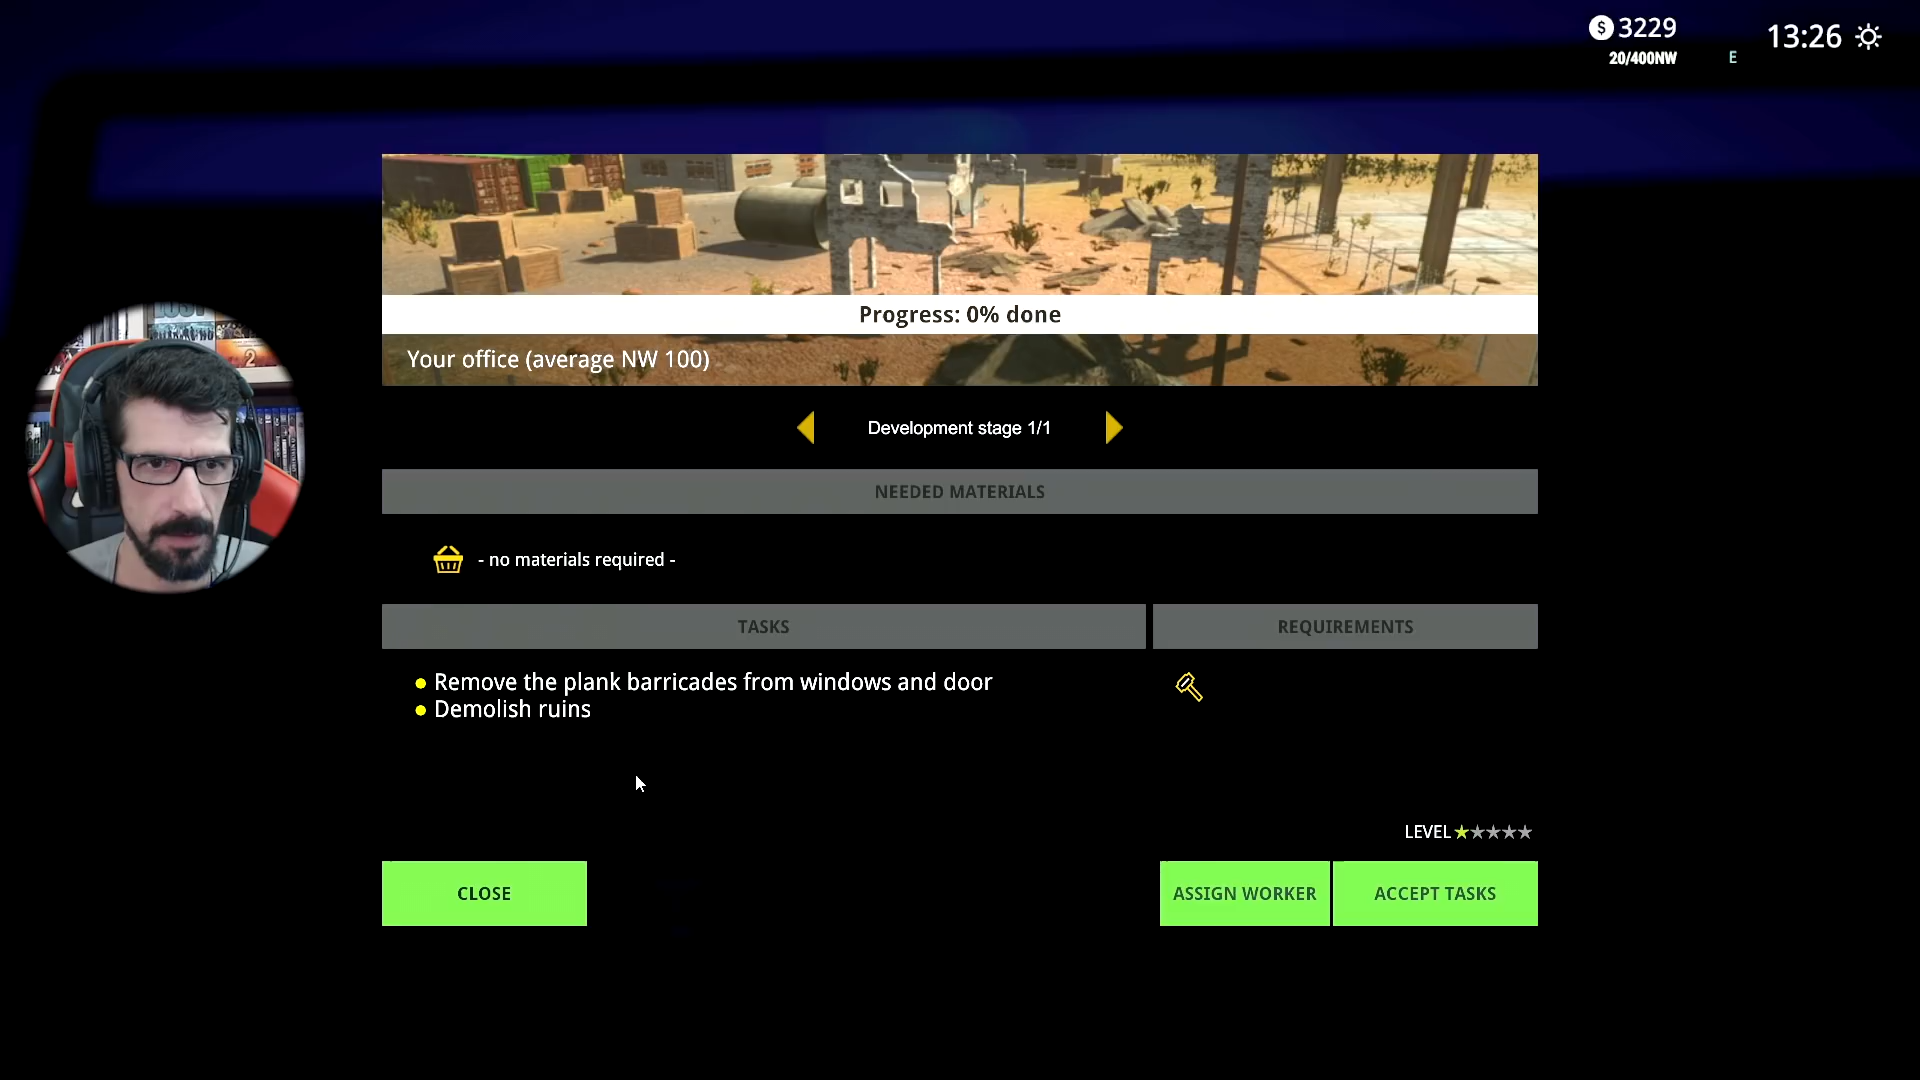 $ 3229
20/400NW
E
13:26
Progress: 0% done
Your office (average NW 100)
Development stage 1/1
NEEDED MATERIALS
- no materials required -
TASKS
REQUIREMENTS
Remove the plank barricades from windows and door
Demolish ruins
LEVEL
CLOSE
ASSIGN WORKER
ACCEPT TASKS
LOST
2